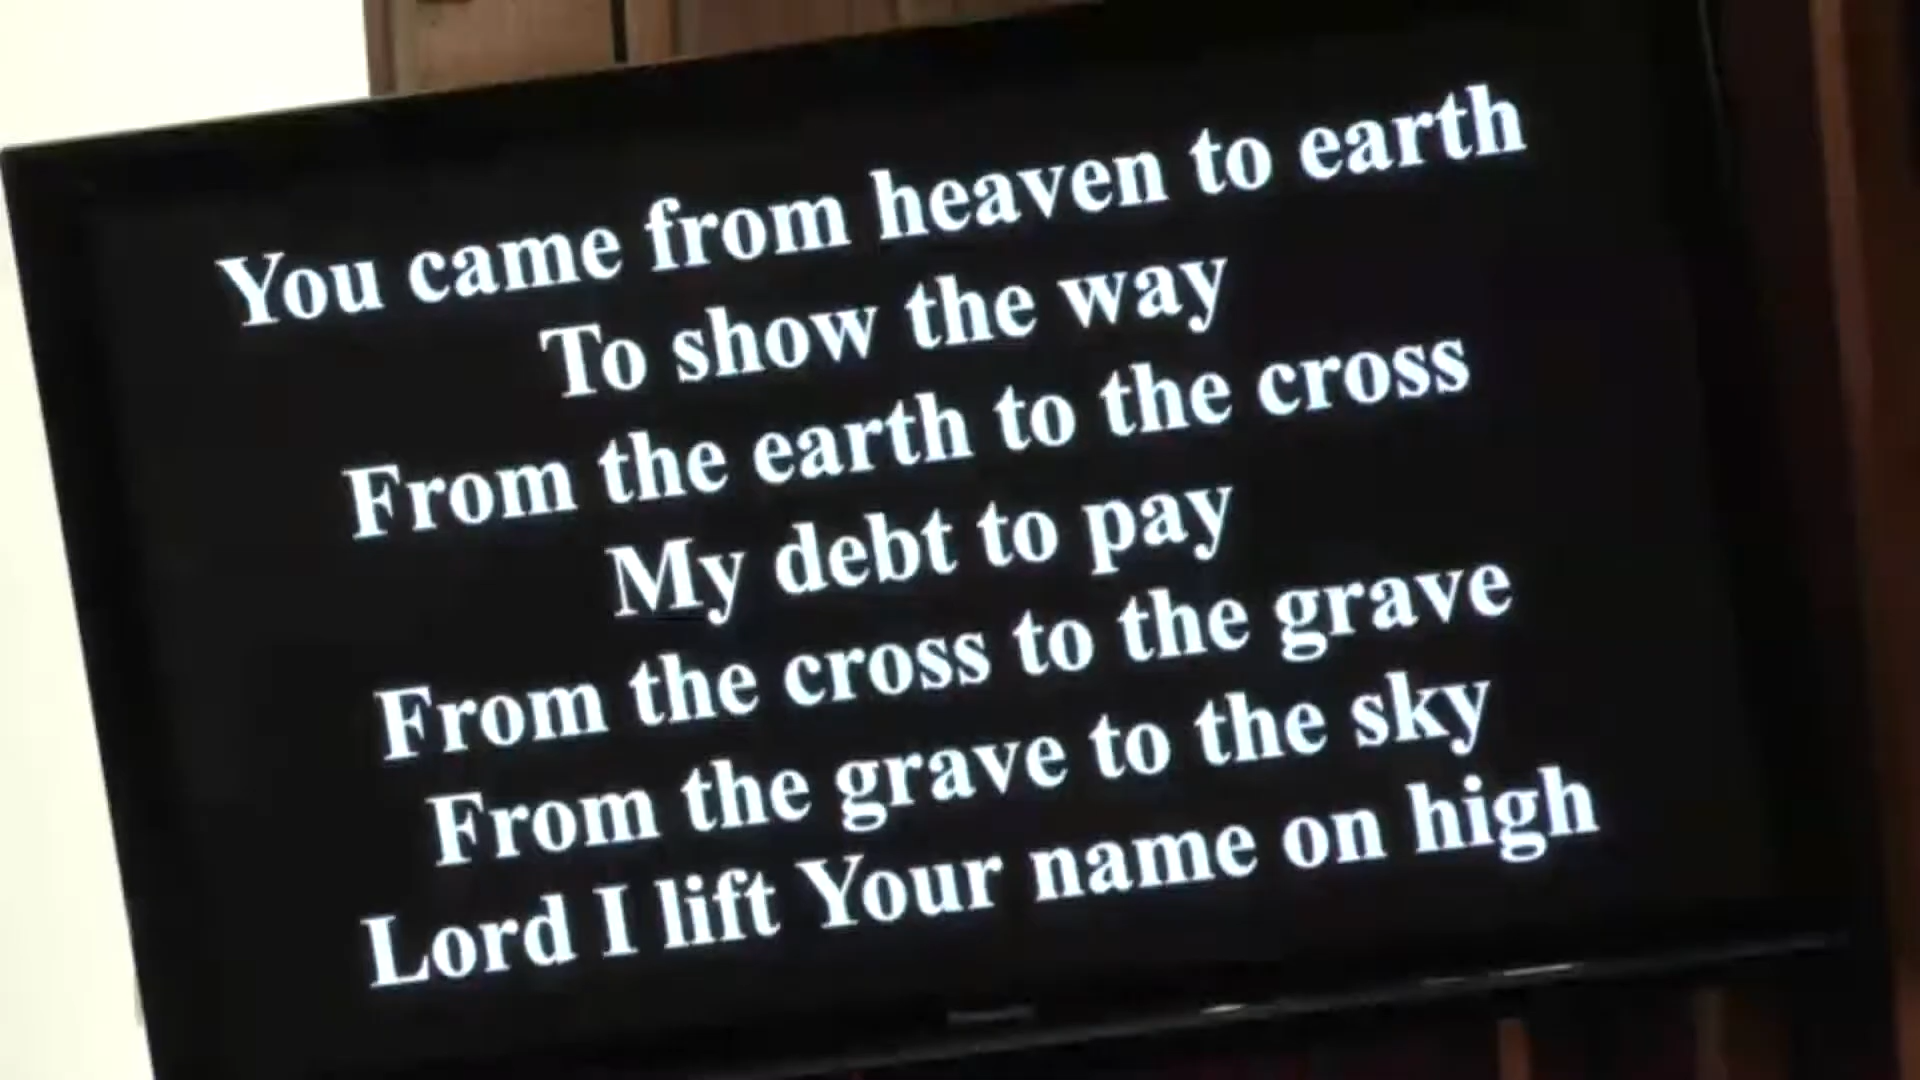 You came from heaven to earth
To show the way
From the earth to the cross
My debt to pay
From the cross to the grave
From the grave to the sky
Lord I lift Your name on high